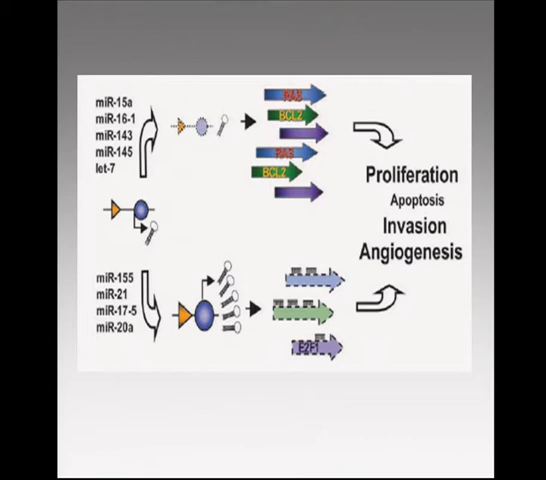 miR-15a
miR-16-1
miR-143
miR-145
let-7
RAS
BCL2
RAS
BCL2
Proliferation
Apoptosis
Invasion
Angiogenesis
miR-155
miR-21
miR-17-5
miR-20a
E2F1